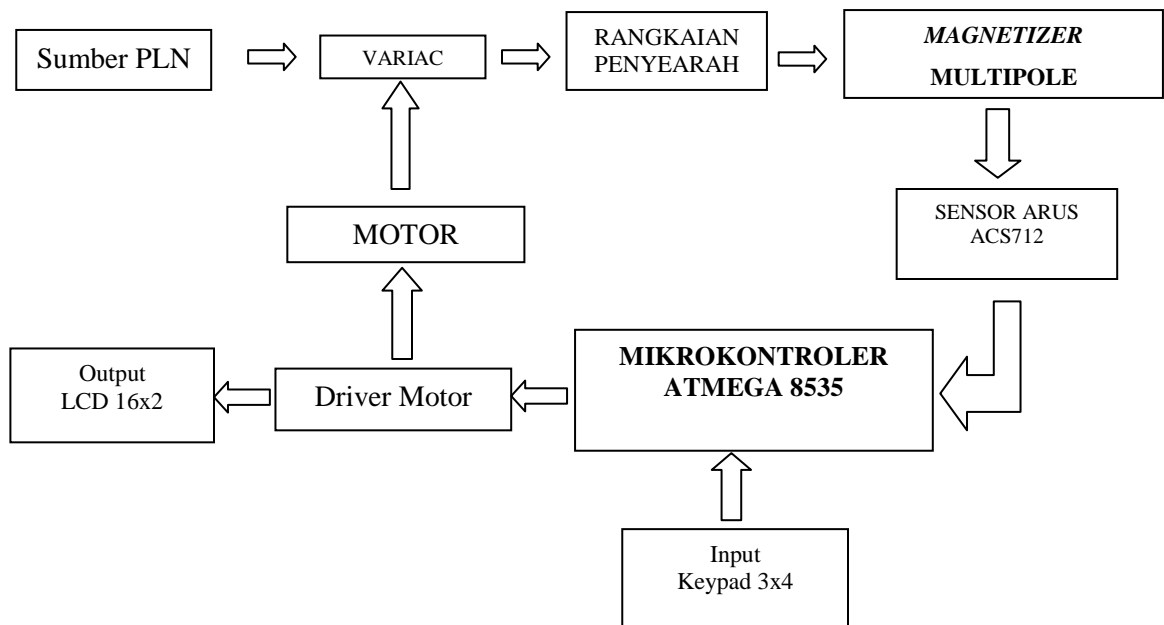 Sumber PLN
VARIAC
RANGKAIAN
PENYEARAH
MAGNETIZER
MULTIPOLE
SENSOR ARUS
ACS712
MOTOR
MIKROKONTROLER
ATMEGA 8535
Driver Motor
Output
LCD 16x2
Input
Keypad 3x4